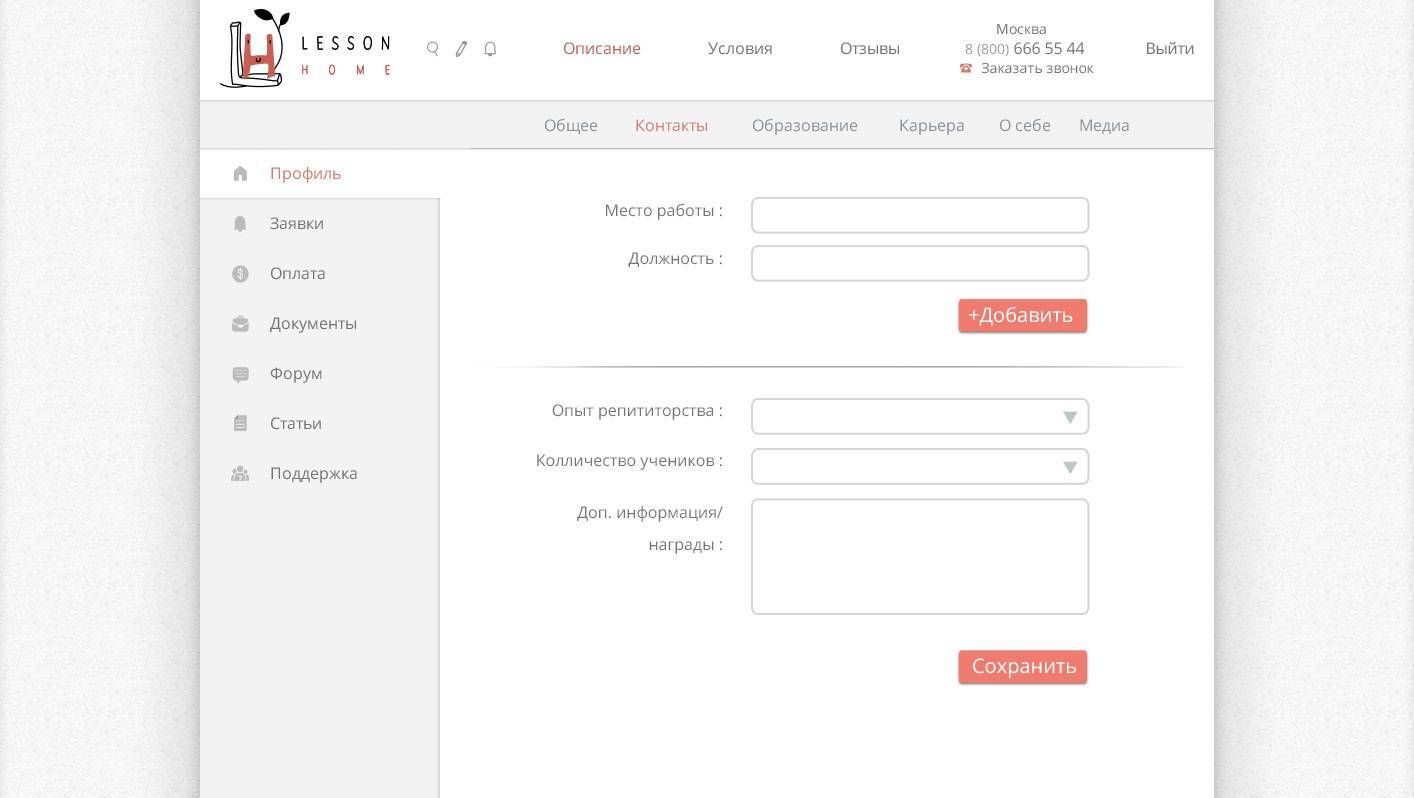 LESSON
HOME
Описание
Условия
Отзывы
Москва
8 (800) 666 55 44
Заказать звонок
Выйти
Общее
Контакты
Образование
Карьера
О себе
Медиа
Профиль
Заявки
Оплата
Документы
Форум
Статьи
Поддержка
Место работы :
Должность :
+Добавить
Опыт репититорства :
Колличество учеников :
Доп. информация/
награды :
Сохранить